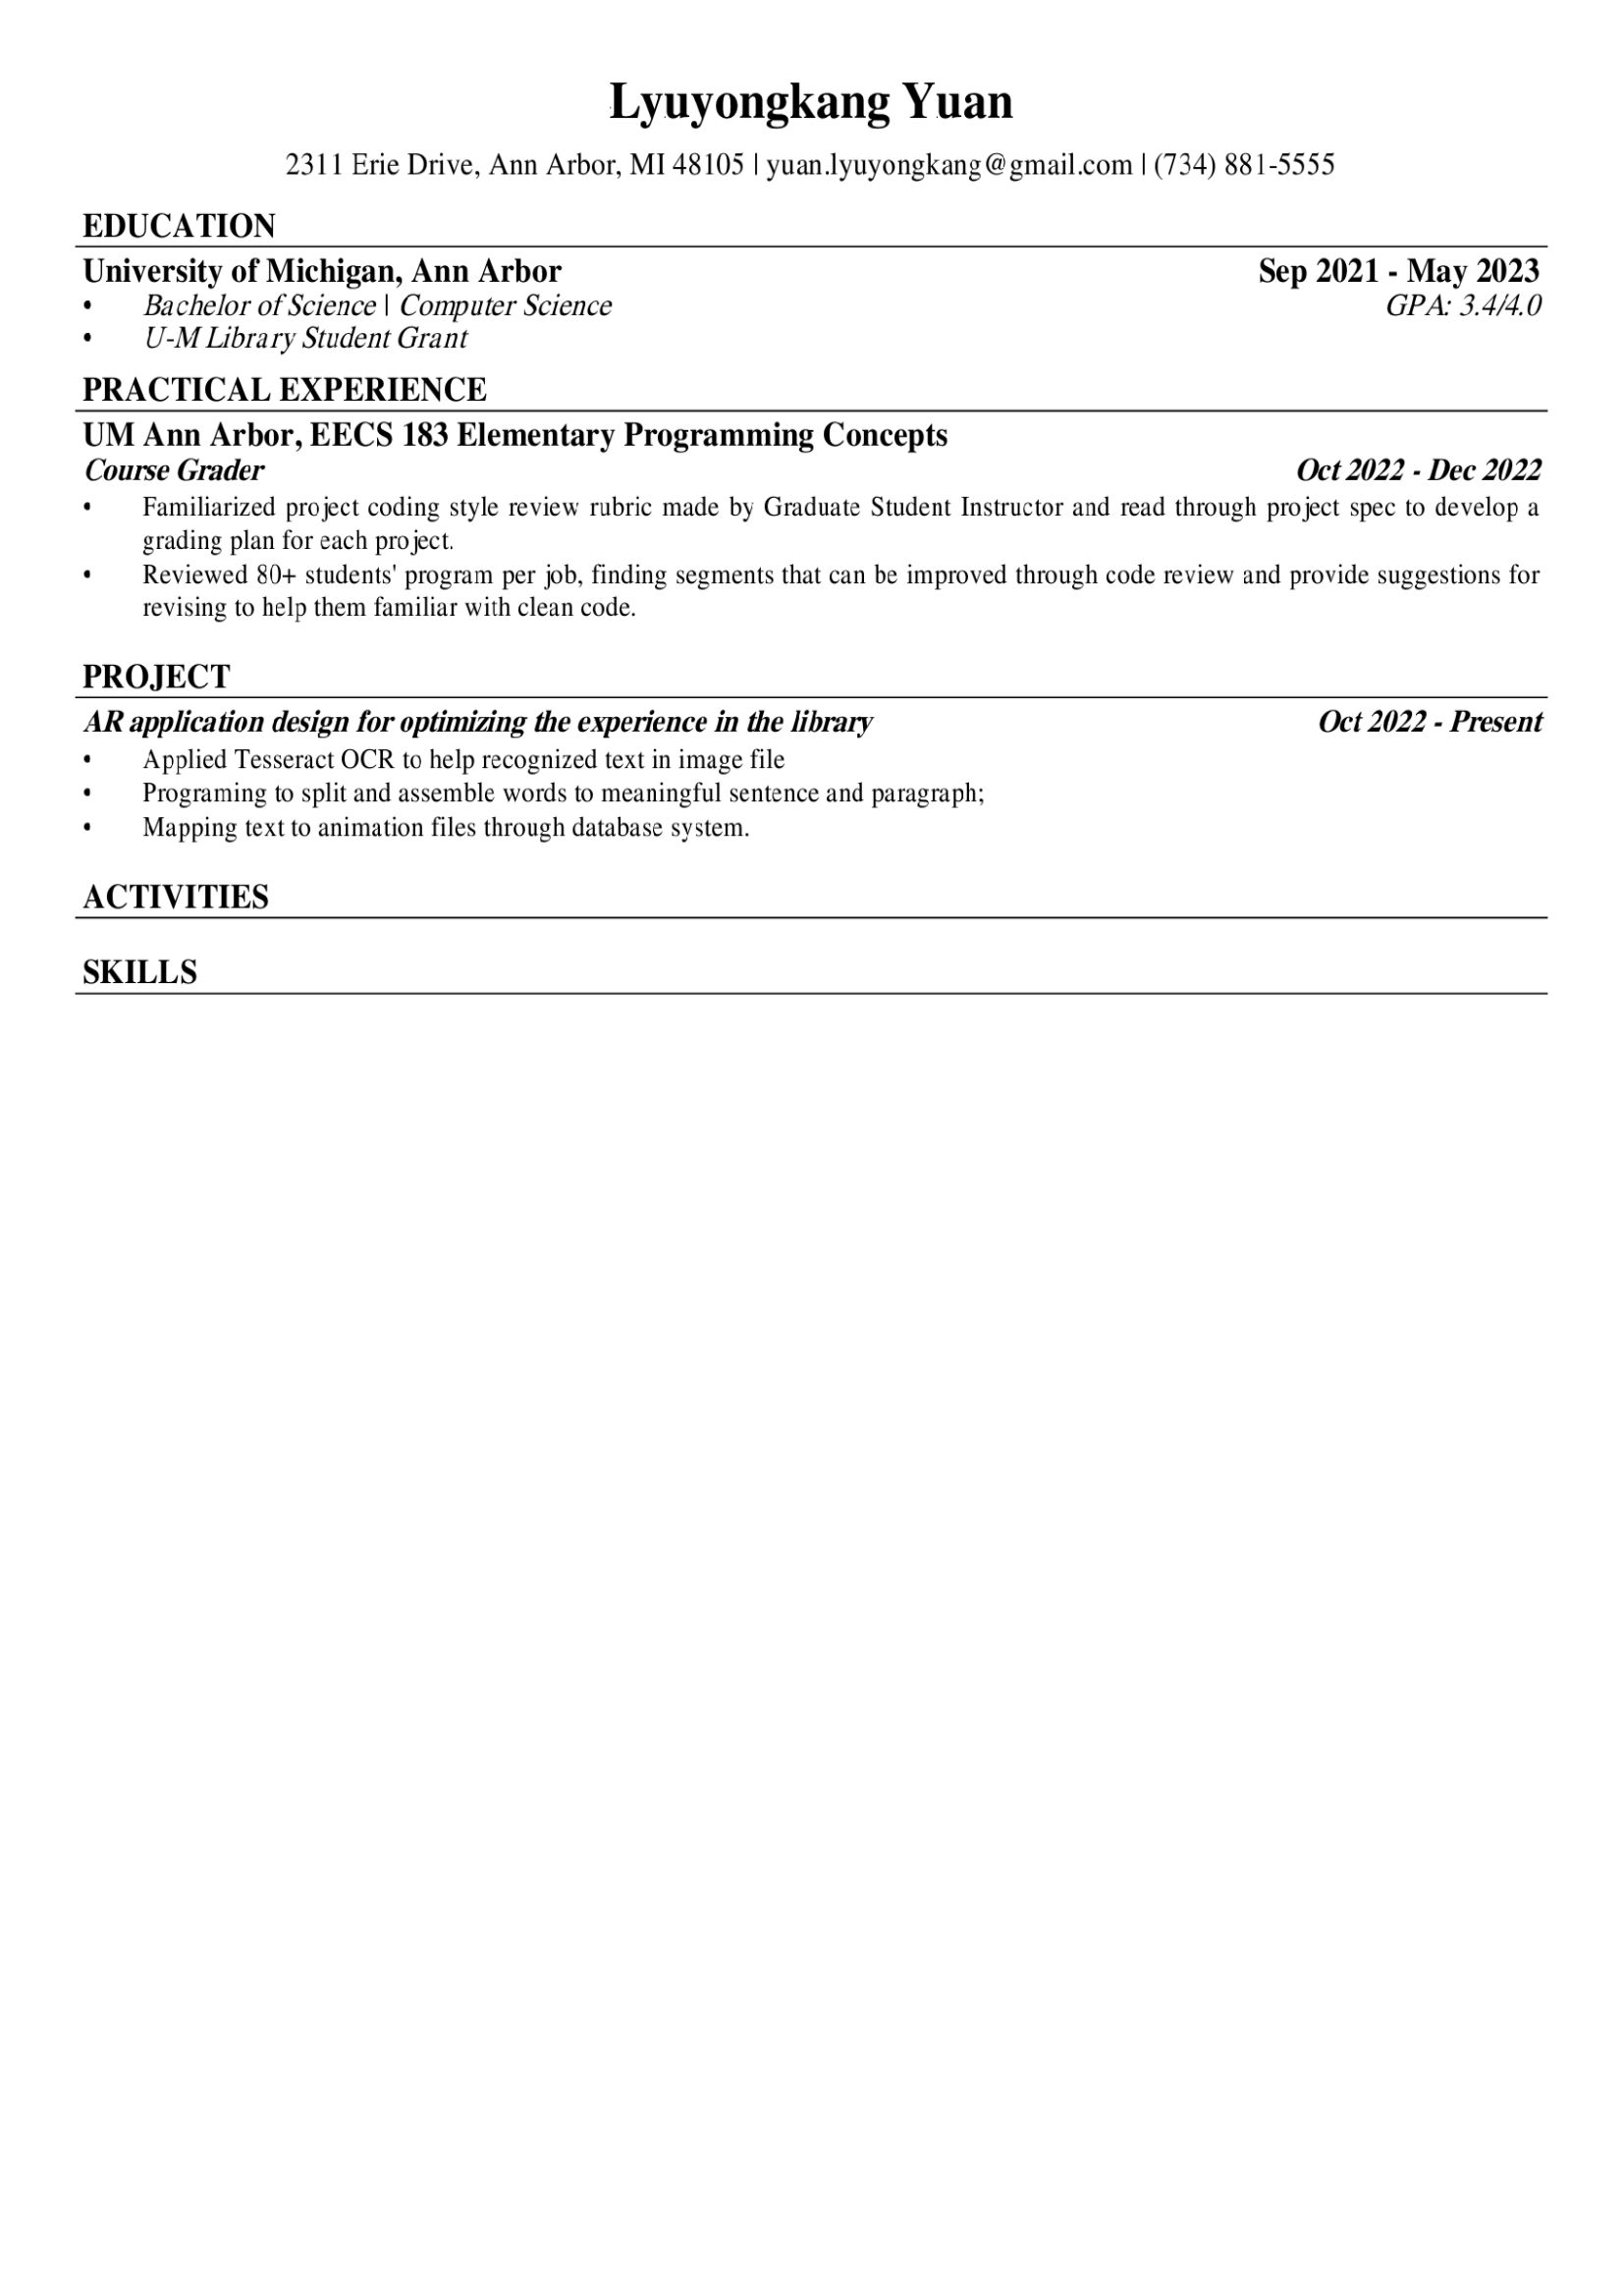 Lyuyongkang Yuan
2311 Erie Drive, Ann Arbor, MI 48105 | yuan.lyuyongkang@gmail.com | (734) 881-5555
EDUCATION
University of Michigan, Ann Arbor Sep 2021 - May 2023
• Bachelor of Science | Computer Science GPA: 3.4/4.0
• U-M Library Student Grant
PRACTICAL EXPERIENCE
UM Ann Arbor, EECS 183 Elementary Programming Concepts
Course Grader Oct 2022 - Dec 2022
• Familiarized project coding style review rubric made by Graduate Student Instructor and read through project spec to develop a
grading plan for each project.
• Reviewed 80+ students' program per job, finding segments that can be improved through code review and provide suggestions for
revising to help them familiar with clean code.
PROJECT
AR application design for optimizing the experience in the library Oct 2022 - Present
• Applied Tesseract OCR to help recognized text in image file
• Programing to split and assemble words to meaningful sentence and paragraph;
• Mapping text to animation files through database system.
ACTIVITIES
SKILLS